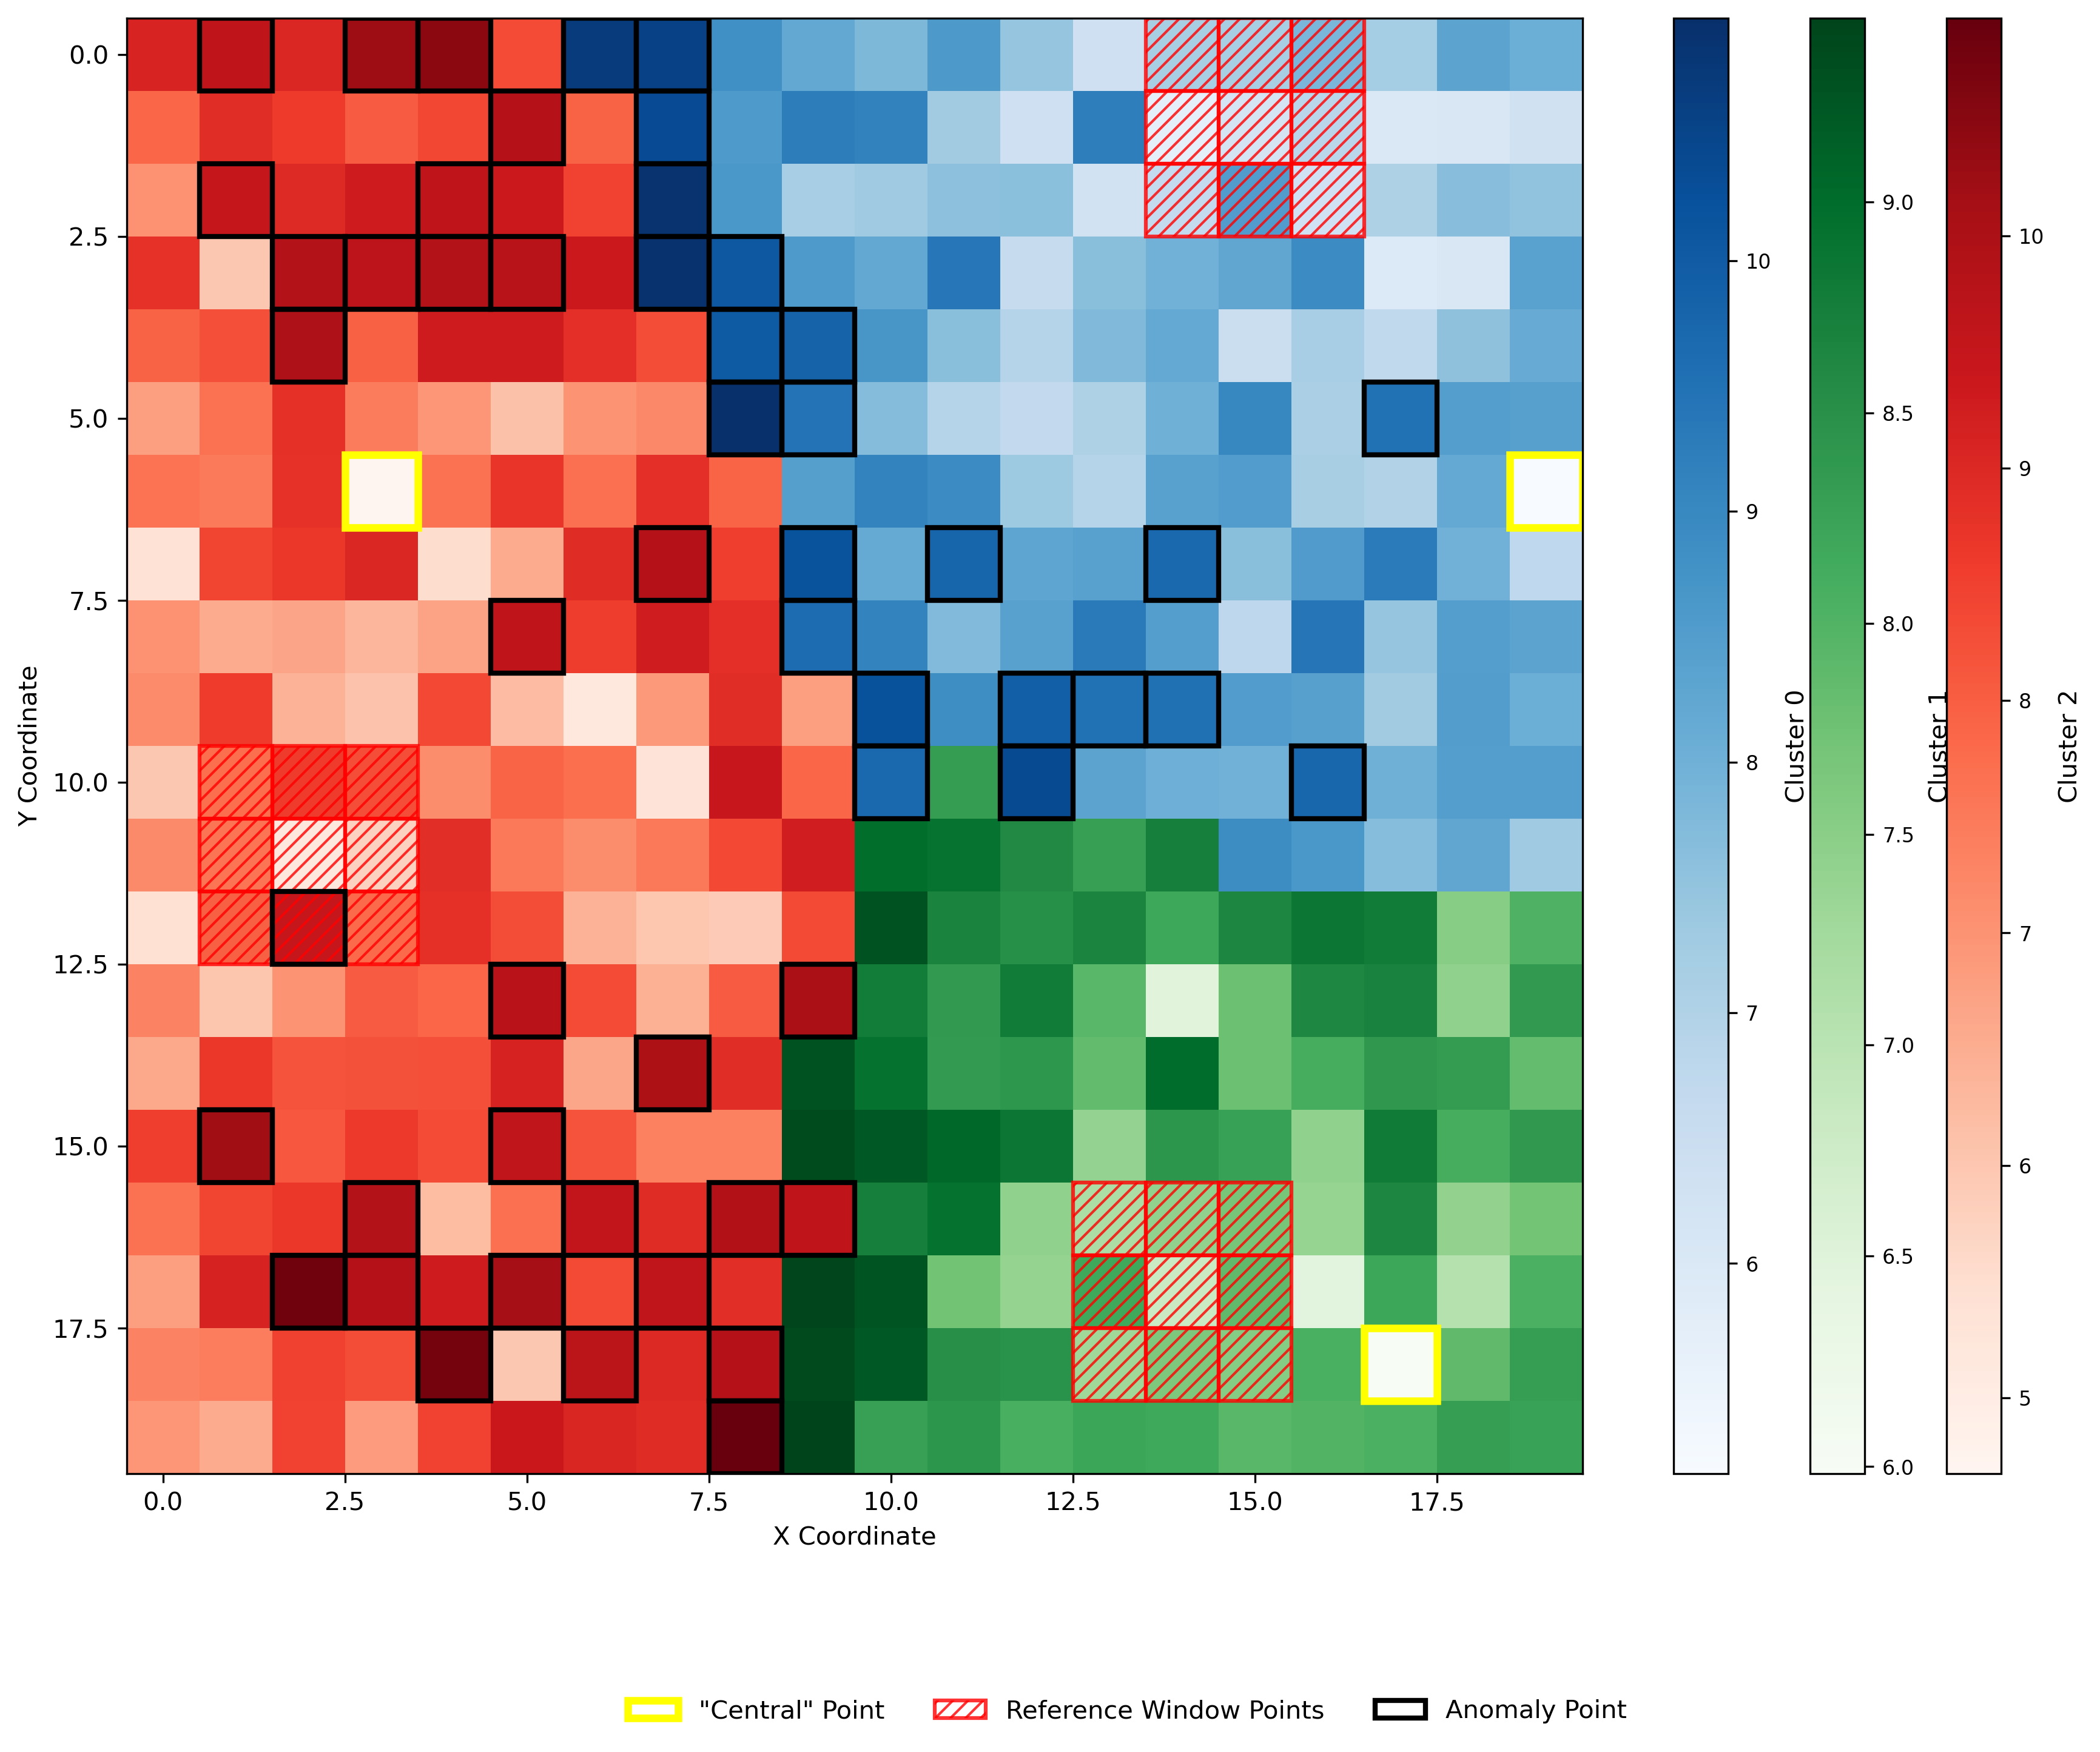 0.0
2.5
5.0
7.5
10.0
12.5
15.0
17.5
Y Coordinate
0.0 2.5 5.0 7.5 10.0 12.5 15.0 17.5
X Coordinate
10
9
8
7
6
Cluster 0
9.0
8.5
8.0
7.5
7.0
6.5
6.0
Cluster 1
10
9
8
7
6
5
Cluster 2
"Central" Point
Reference Window Points
Anomaly Point